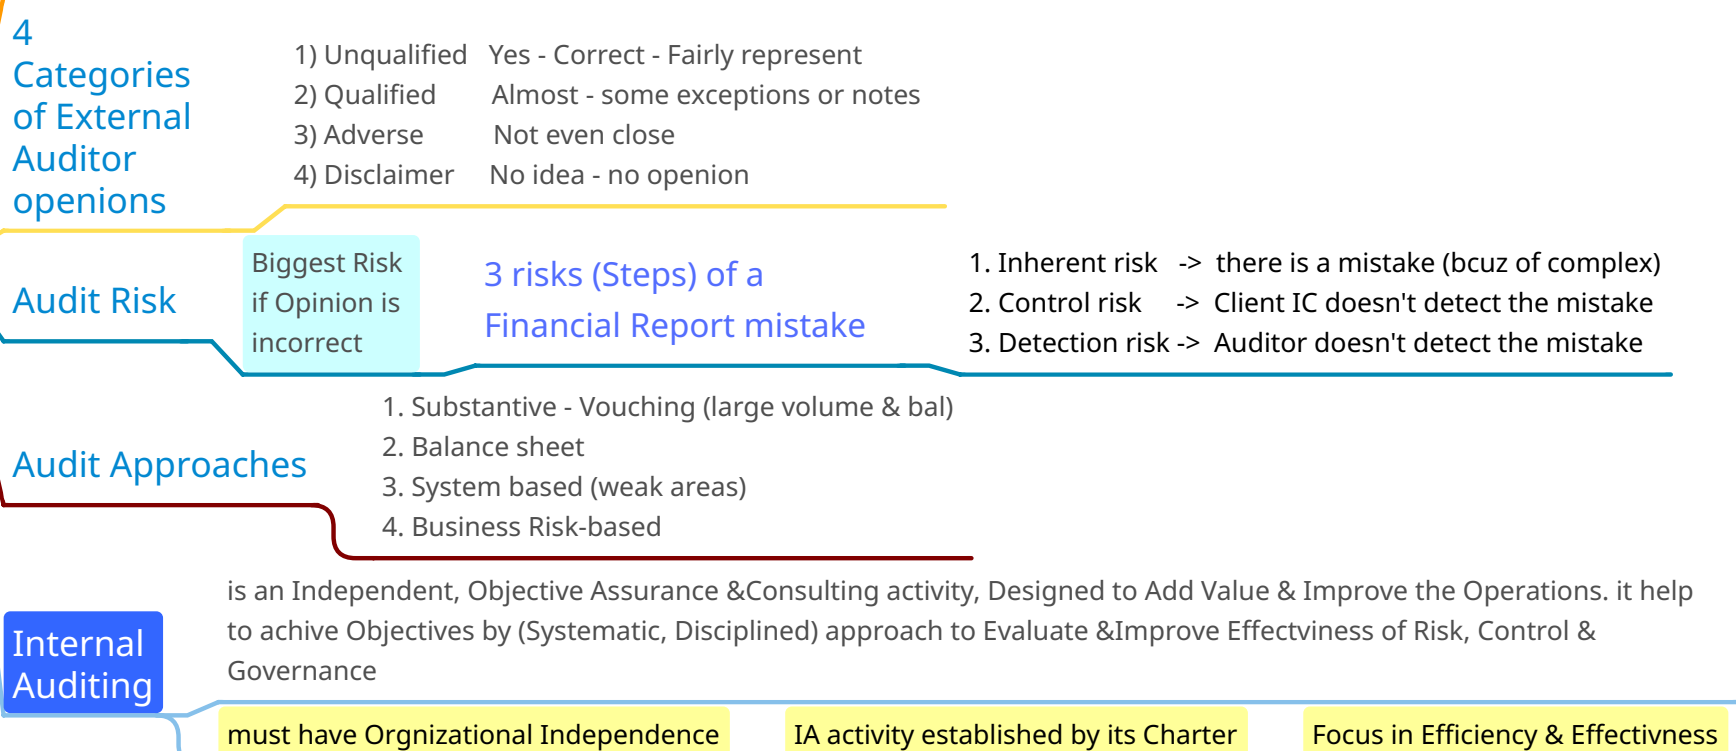 4
Categories
of External
Auditor
openions
1) Unqualified Yes - Correct - Fairly represent
2) Qualified Almost - some exceptions or notes
3) Adverse Not even close
4) Disclaimer No idea - no openion
Audit Risk
Biggest Risk
if Opinion is
incorrect
3 risks (Steps) of a
Financial Report mistake
1. Inherent risk -> there is a mistake (bcuz of complex)
2. Control risk -> Client IC doesn't detect the mistake
3. Detection risk -> Auditor doesn't detect the mistake
Audit Approaches
1. Substantive - Vouching (large volume & bal)
2. Balance sheet
3. System based (weak areas)
4. Business Risk-based
Internal
Auditing
is an Independent, Objective Assurance &Consulting activity, Designed to Add Value & Improve the Operations. it help
to achive Objectives by (Systematic, Disciplined) approach to Evaluate &Improve Effectviness of Risk, Control &
Governance
must have Orgnizational Independence
IA activity established by its Charter
Focus in Efficiency & Effectivness